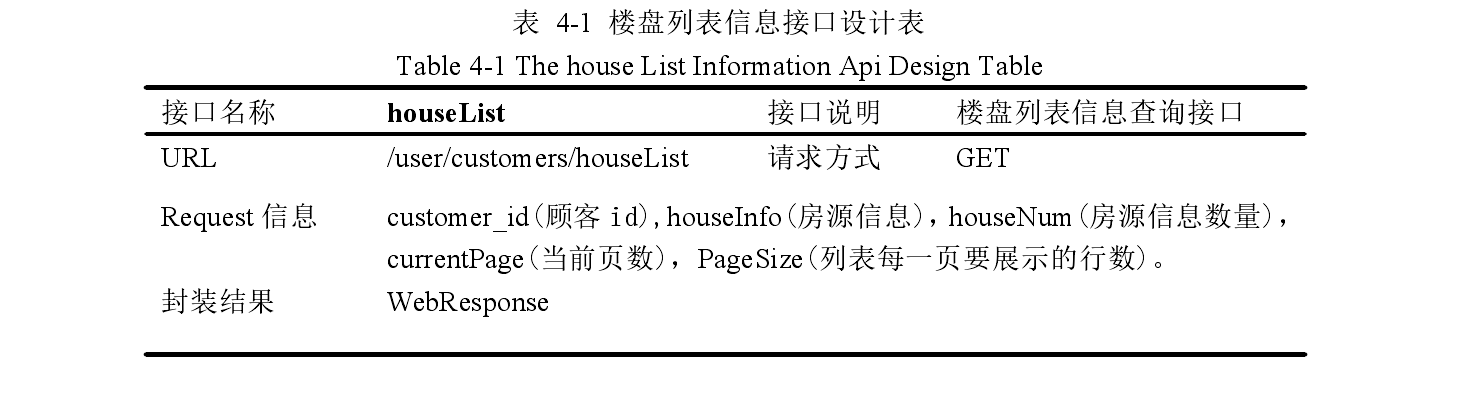 表 4-1 楼盘列表信息接口设计表
Table 4-1 The house List Information Api Design Table
接口名称 houseList 接口说明 楼盘列表信息查询接口
URL /user/customers/houseList 请求方式 GET
Request 信息 customer_id(顾客 id),houseInfo(房源信息),houseNum(房源信息数量),
currentPage(当前页数),PageSize(列表每一页要展示的行数)。
封装结果 WebResponse